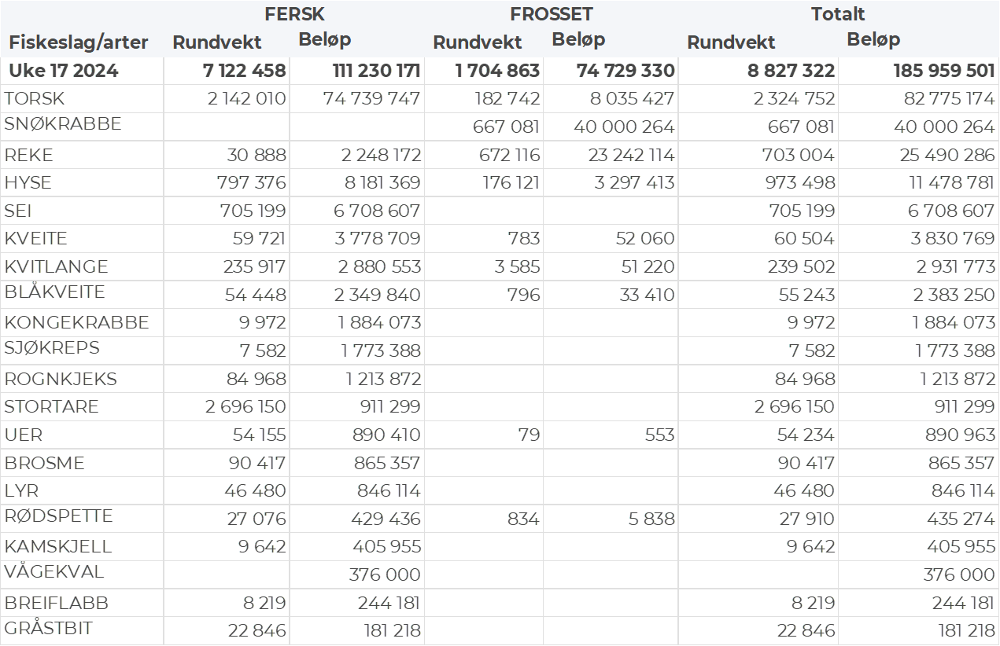 FERSK FROSSET Totalt
Fiskeslag/arter Rundvekt Beløp Rundvekt Beløp Rundvekt Beløp
Uke 17 2024 7 122 458 111 230 171 1 704 863 74 729 330 8 827 322 185 959 501
TORSK 2 142 010 74 739 747 182 742 8 035 427 2 324 752 82 775 174
SNØKRABBE 667 081 40 000 264 667 081 40 000 264
REKE 30 888 2 248 172 672 116 23 242 114 703 004 25 490 286
HYSE 797 376 8 181 369 176 121 3 297 413 973 498 11 478 781
SEI 705 199 6 708 607 705 199 6 708 607
KVEITE 59 721 3 778 709 783 52 060 60 504 3 830 769
KVITLANGE 235 917 2 880 553 3 585 51 220 239 502 2 931 773
BLÅKVEITE 54 448 2 349 840 796 33 410 55 243 2 383 250
KONGEKRABBE 9 972 1 884 073 9 972 1 884 073
SJØKREPS 7 582 1 773 388 7 582 1 773 388
ROGNKJEKS 84 968 1 213 872 84 968 1 213 872
STORTARE 2 696 150 911 299 2 696 150 911 299
UER 54 155 890 410 79 553 54 234 890 963
BROSME 90 417 865 357 90 417 865 357
LYR 46 480 846 114 46 480 846 114
RØDSPETTE 27 076 429 436 834 5 838 27 910 435 274
KAMSKJELL 9 642 405 955 9 642 405 955
VÅGEKVAL 376 000 376 000
BREIFLABB 8 219 244 181 8 219 244 181
GRÅSTBIT 22 846 181 218 22 846 181 218